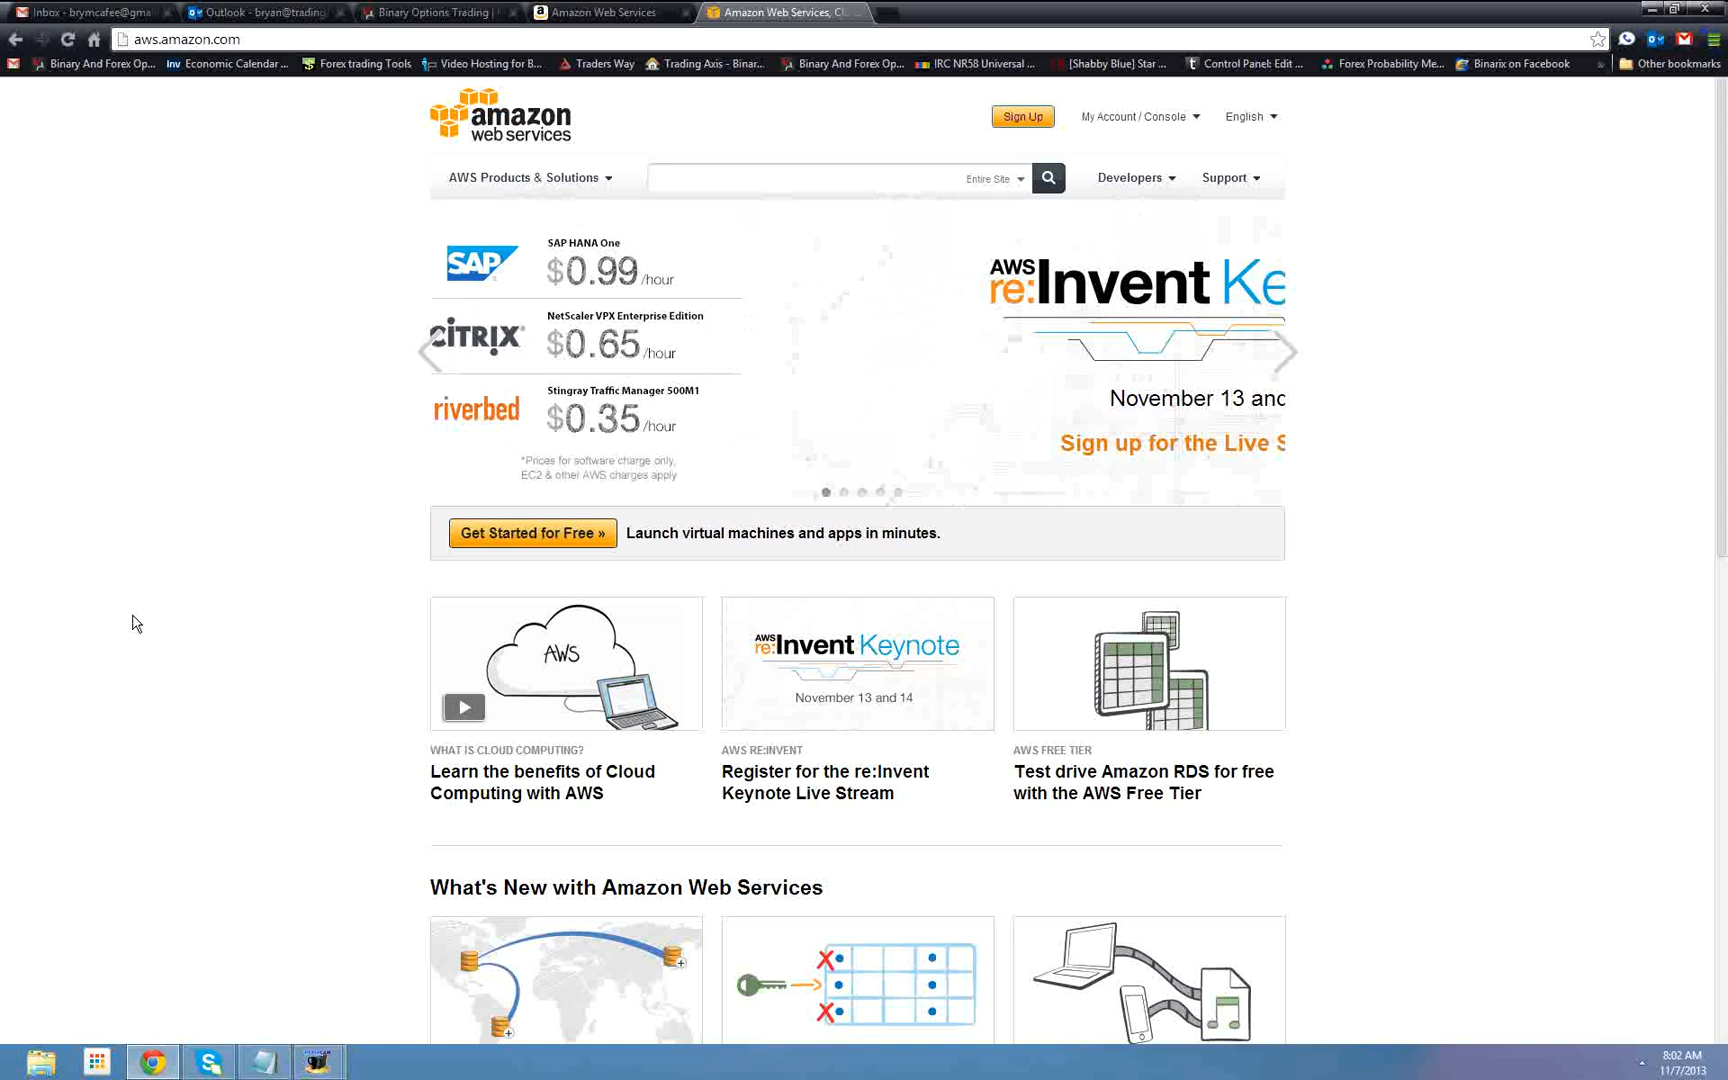 Inbox - brymcafee@gmai
Outlook - bryan@trading
Binary Options Trading |
Amazon Web Services
Amazon Web Services, Cl
aws.amazon.com
Binary And Forex Op...
Economic Calendar ...
Forex trading Tools
Video Hosting for B...
Traders Way
Trading Axis - Binar...
Binary And Forex Op...
IRC NR58 Universal ...
[Shabby Blue] Star ...
Control Panel: Edit ...
Forex Probability Me...
Binarix on Facebook
Other bookmarks
amazon
web services
Sign Up
My Account / Console
English
AWS Products & Solutions
Entire Site
Developers
Support
SAP
SAP HANA One
$0.99 /hour
CITRIX
NetScaler VPX Enterprise Edition
$0.65 /hour
riverbed
Stingray Traffic Manager 500M1
$0.35 /hour
*Prices for software charge only,
EC2 & other AWS charges apply
AWS
re:Invent Ke
November 13 and
Sign up for the Live S
Get Started for Free »
Launch virtual machines and apps in minutes.
AWS
AWS
re:Invent Keynote
November 13 and 14
WHAT IS CLOUD COMPUTING?
Learn the benefits of Cloud
Computing with AWS
AWS RE:INVENT
Register for the re:Invent
Keynote Live Stream
AWS FREE TIER
Test drive Amazon RDS for free
with the AWS Free Tier
What's New with Amazon Web Services
8:02 AM
11/7/2013